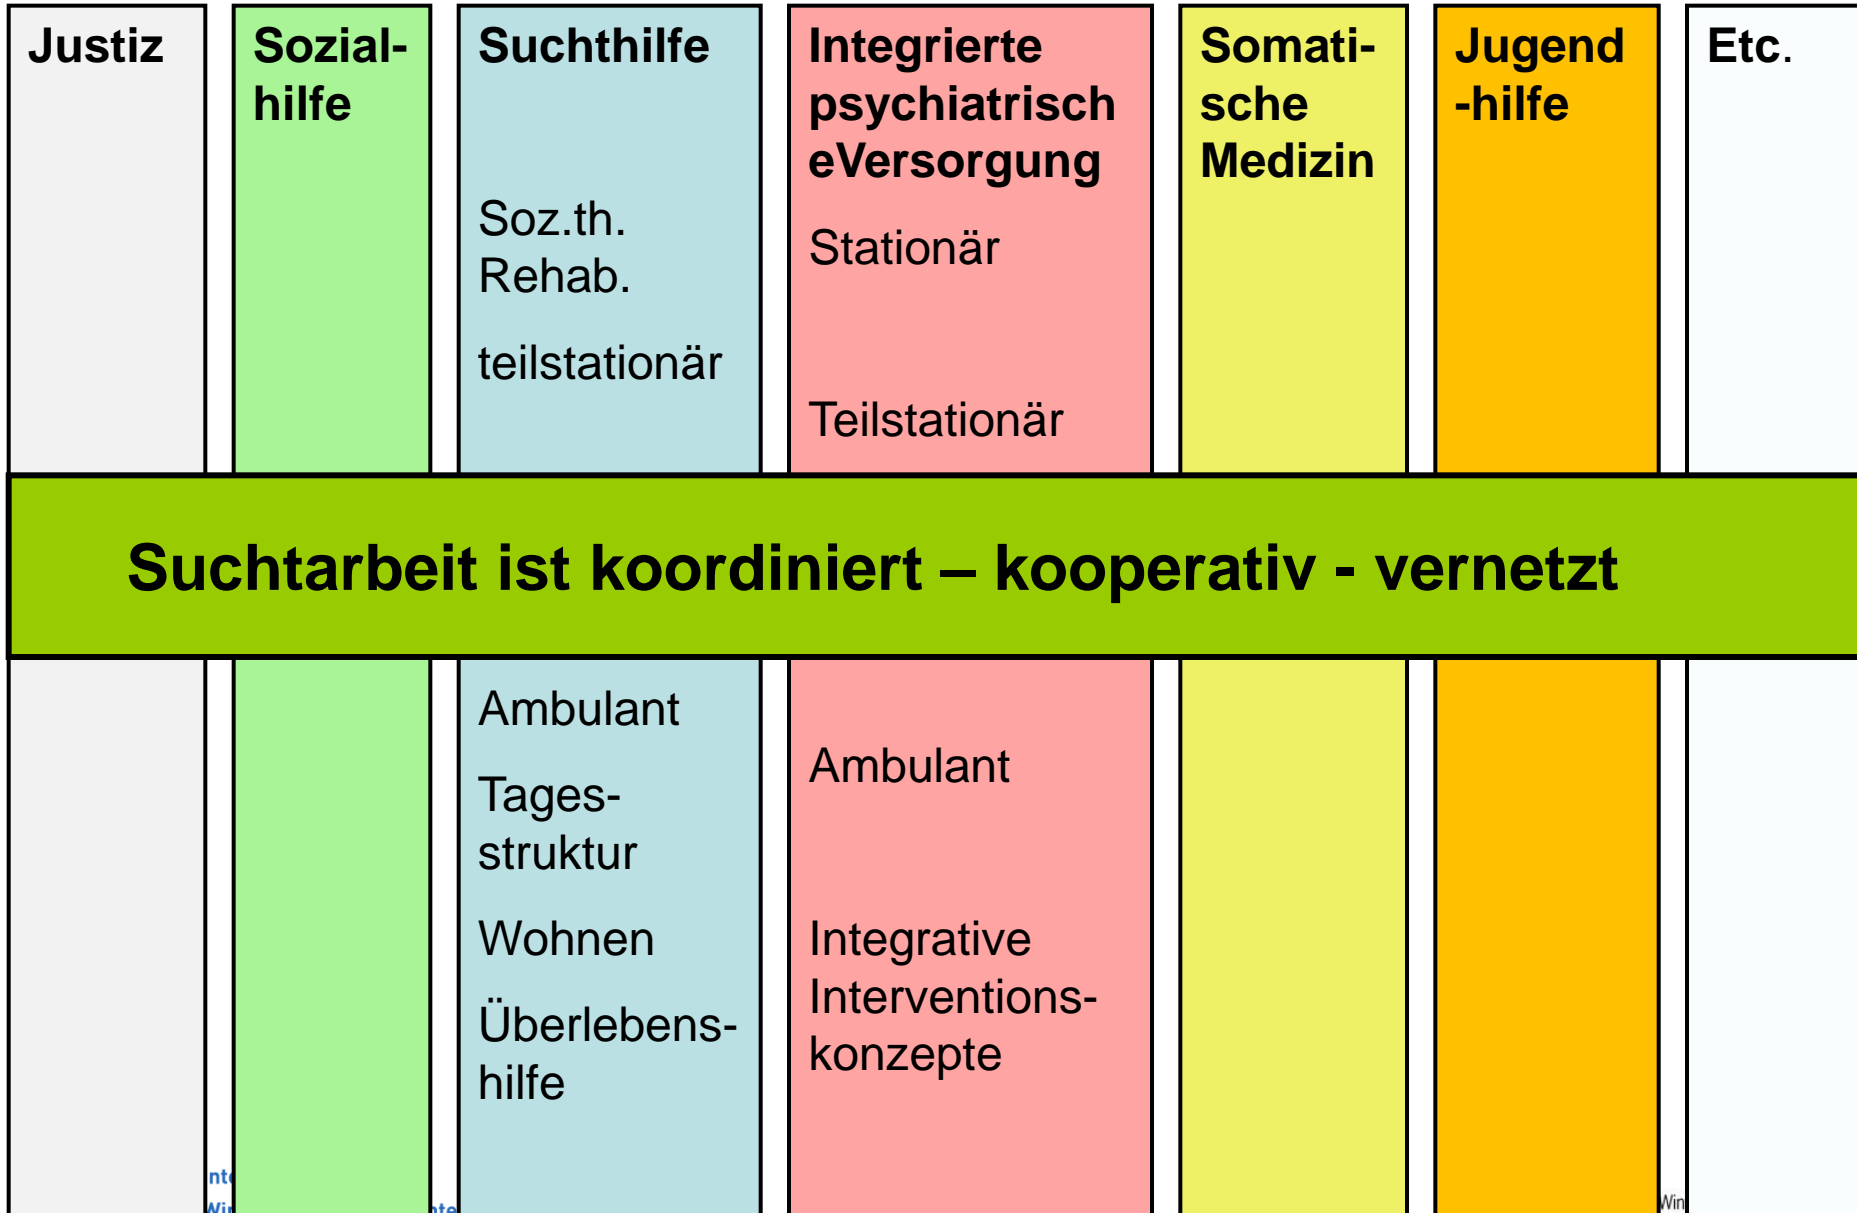 Justiz
Sozial-
hilfe
Suchthilfe
Soz.th.
Rehab.
teilstationär
Integrierte
psychiatrisch
eVersorgung
Stationär
Teilstationär
Somati-
sche
Medizin
Jugend
-hilfe
Etc.
Suchtarbeit ist koordiniert – kooperativ - vernetzt
Ambulant
Tages-
struktur
Wohnen
Überlebens-
hilfe
Ambulant
Integrative
Interventions-
konzepte